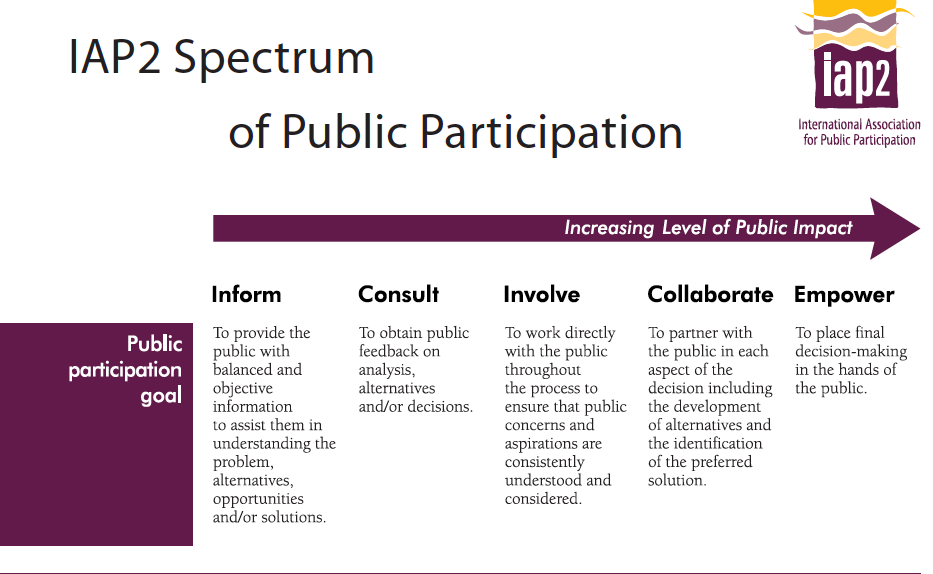 IAP2 Spectrum
of Public Participation
iap2
International Association
for Public Participation
Increasing Level of Public Impact
Inform
Consult
Involve
Collaborate
Empower
Public
participation
goal
To provide the
public with
balanced and
objective
information
to assist them in
understanding the
problem,
alternatives,
opportunities
and/or solutions.
To obtain public
feedback on
analysis,
alternatives
and/or decisions.
To work directly
with the public
throughout
the process to
ensure that public
concerns and
aspirations are
consistently
understood and
considered.
To partner with
the public in each
aspect of the
decision including
the development
of alternatives and
the identification
of the preferred
solution.
To place final
decision-making
in the hands of
the public.